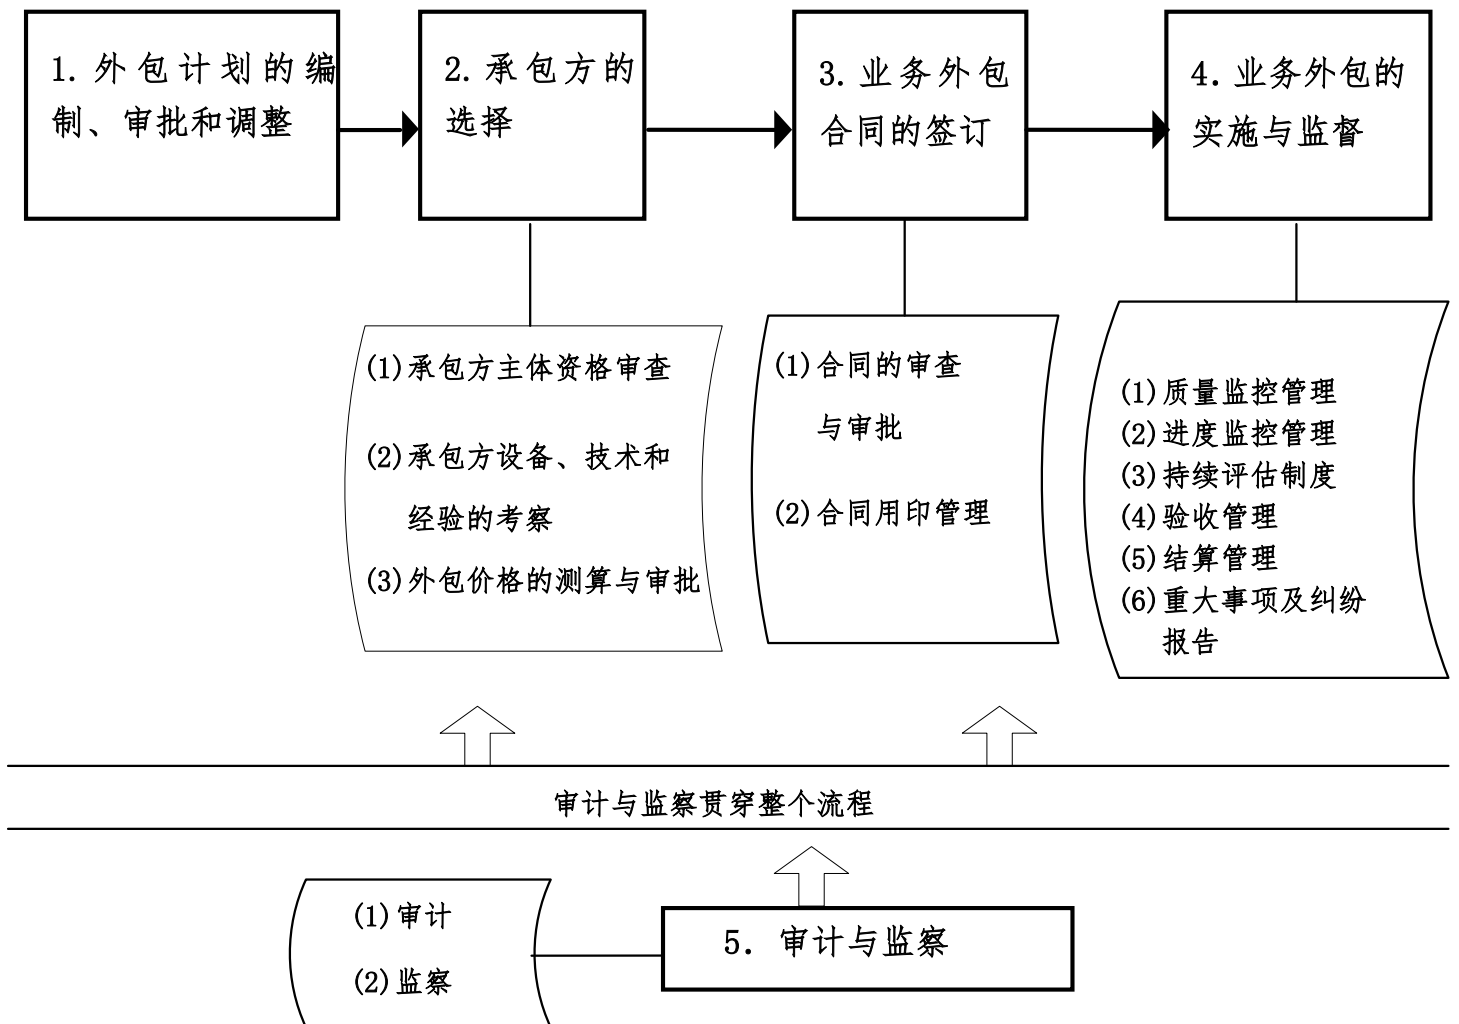 1. 外包计划的编
制、审批和调整
2. 承包方的
选择
3. 业务外包
合同的签订
4. 业务外包的
实施与监督
(1)承包方主体资格审查
(2)承包方设备、技术和
经验的考察
(3)外包价格的测算与审批
(1)合同的审查
与审批
(2)合同用印管理
(1)质量监控管理
(2)进度监控管理
(3)持续评估制度
(4)验收管理
(5)结算管理
(6)重大事项及纠纷
报告
审计与监察贯穿整个流程
(1)审计
(2)监察
5. 审计与监察